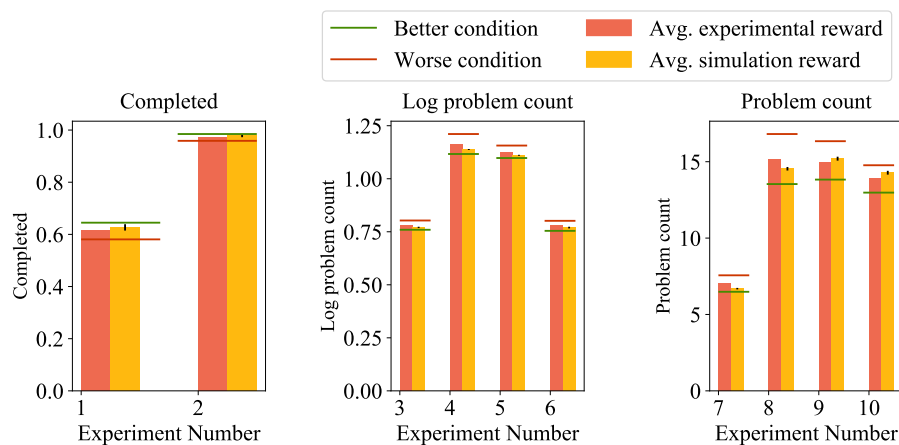 Better condition
Worse condition
Avg. experimental reward
Avg. simulation reward
Completed
Completed
1.0
0.8
0.6
0.4
0.2
0.0
1 2
Experiment Number
Log problem count
Log problem count
1.25
1.00
0.75
0.50
0.25
0.00
3 4 5 6
Experiment Number
Problem count
Problem count
15
10
5
0
7 8 9 10
Experiment Number